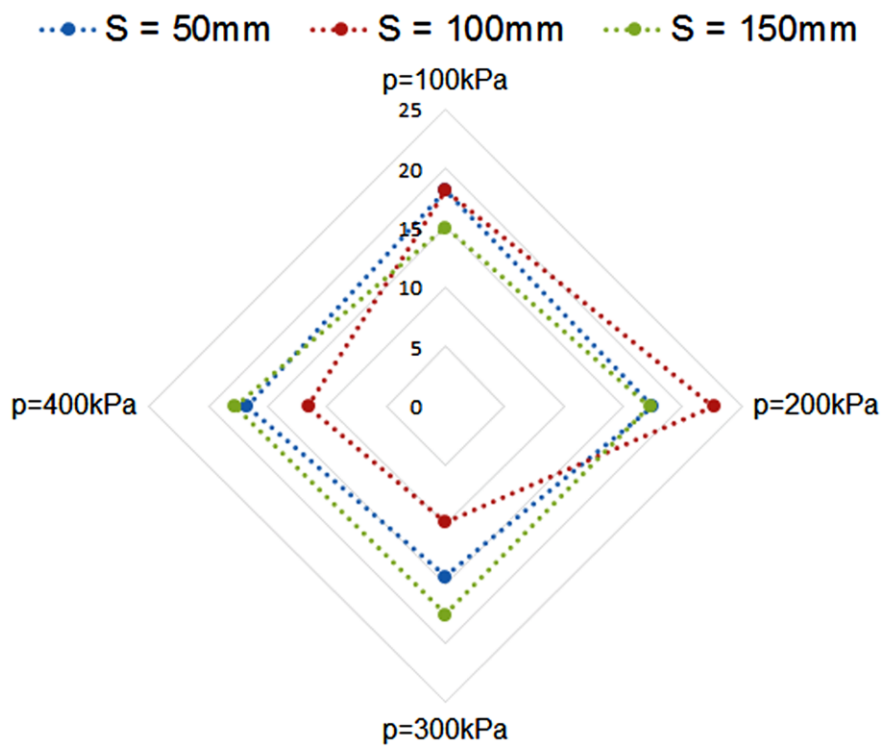 S = 50mm S = 100mm S = 150mm
p=100kPa
25
20
15
10
5
0
p=400kPa
p=200kPa
p=300kPa